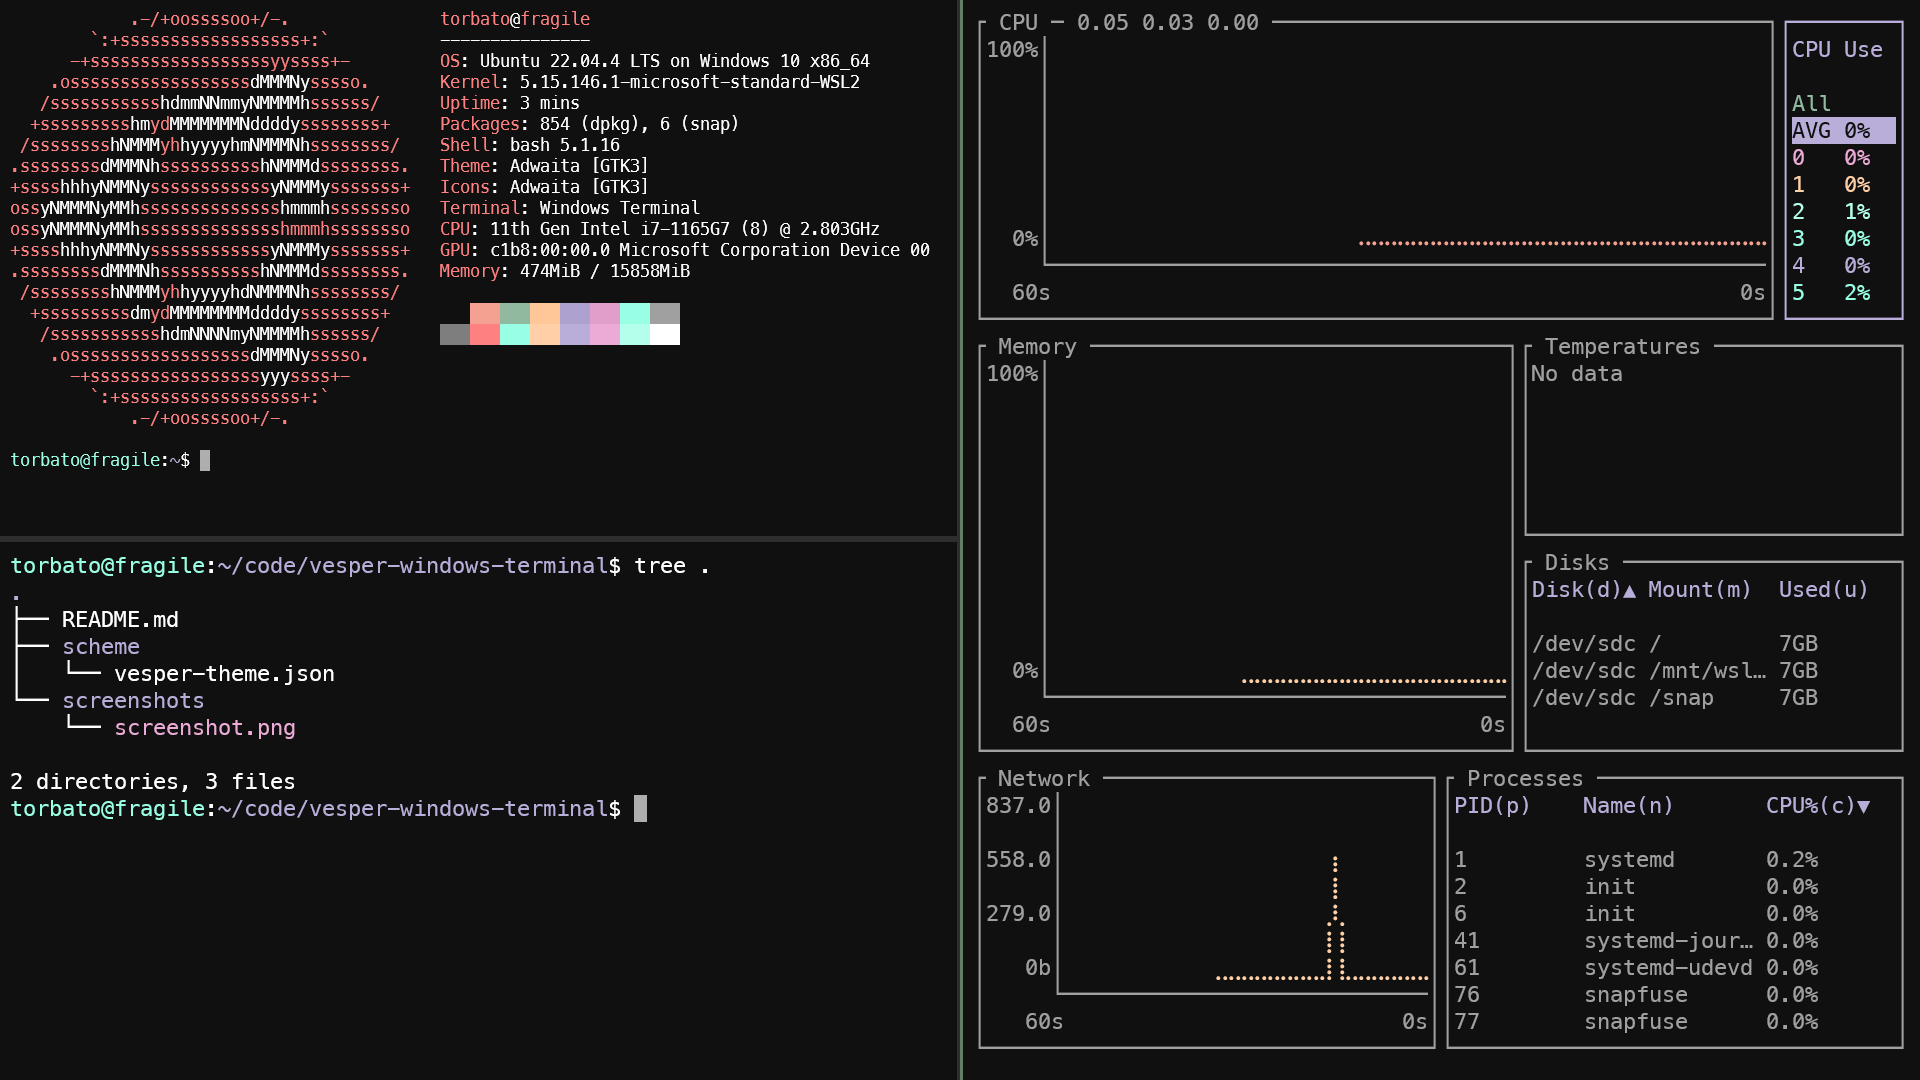 .-/+oossssoo+/-.
`:+ssssssssssssssssss+:`
-+ssssssssssssssssssyyssss+-
.ossssssssssssssssssdMMMNysssso.
/ssssssssssshdmmNNmmyNMMMMhssssss/
+ssssssssshmydMMMMMMMNddddyssssssss+
/sssssssshNMMMyhhyyyyhmNMMMNhssssssss/
.ssssssssdMMMNhsssssssssshNMMMdssssssss.
+sssshhhyNMMNyssssssssssssyNMMMysssssss+
ossyNMMMNyMMhsssssssssssssshmmmhssssssso
ossyNMMMNyMMhsssssssssssssshmmmhssssssso
+sssshhhyNMMNyssssssssssssyNMMMysssssss+
.ssssssssdMMMNhsssssssssshNMMMdssssssss.
/sssssssshNMMMyhhyyyyhdNMMMNhssssssss/
+sssssssssdmydMMMMMMMMddddyssssssss+
/ssssssssssshdmNNNNmyNMMMMhssssss/
.ossssssssssssssssssdMMMNysssso.
-+sssssssssssssssssyyyssss+-
`:+ssssssssssssssssss+:`
.-/+oossssoo+/-.
torbato@fragile
---------------
OS: Ubuntu 22.04.4 LTS on Windows 10 x86_64
Kernel: 5.15.146.1-microsoft-standard-WSL2
Uptime: 3 mins
Packages: 854 (dpkg), 6 (snap)
Shell: bash 5.1.16
Theme: Adwaita [GTK3]
Icons: Adwaita [GTK3]
Terminal: Windows Terminal
CPU: 11th Gen Intel i7-1165G7 (8) @ 2.803GHz
GPU: c1b8:00:00.0 Microsoft Corporation Device 00
Memory: 474MiB / 15858MiB
torbato@fragile:~$
torbato@fragile:~/code/vesper-windows-terminal$ tree .
.
├── README.md
├── scheme
│   └── vesper-theme.json
└── screenshots
    └── screenshot.png
2 directories, 3 files
torbato@fragile:~/code/vesper-windows-terminal$
CPU — 0.05 0.03 0.00
100%
0%
60s 0s
CPU Use
All
AVG 0%
0 0%
1 0%
2 1%
3 0%
4 0%
5 2%
Memory
100%
0%
60s 0s
Temperatures
No data
Disks
Disk(d)▲ Mount(m) Used(u)
/dev/sdc / 7GB
/dev/sdc /mnt/wsl… 7GB
/dev/sdc /snap 7GB
Network
837.0
558.0
279.0
0b
60s 0s
Processes
PID(p) Name(n) CPU%(c)▼
1 systemd 0.2%
2 init 0.0%
6 init 0.0%
41 systemd-jour… 0.0%
61 systemd-udevd 0.0%
76 snapfuse 0.0%
77 snapfuse 0.0%